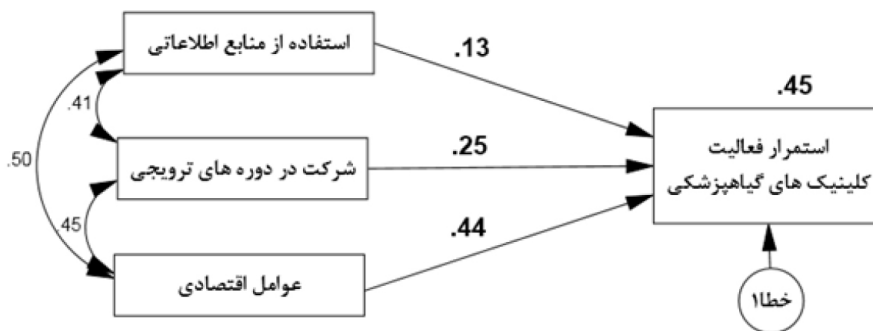 استفاده از منابع اطلاعاتی
.13
.45
.41
استمرار فعالیت
کلینیک های گیاهپزشکی
.50
شرکت در دوره های ترویجی
.25
.45
.44
عوامل اقتصادی
خطا۱